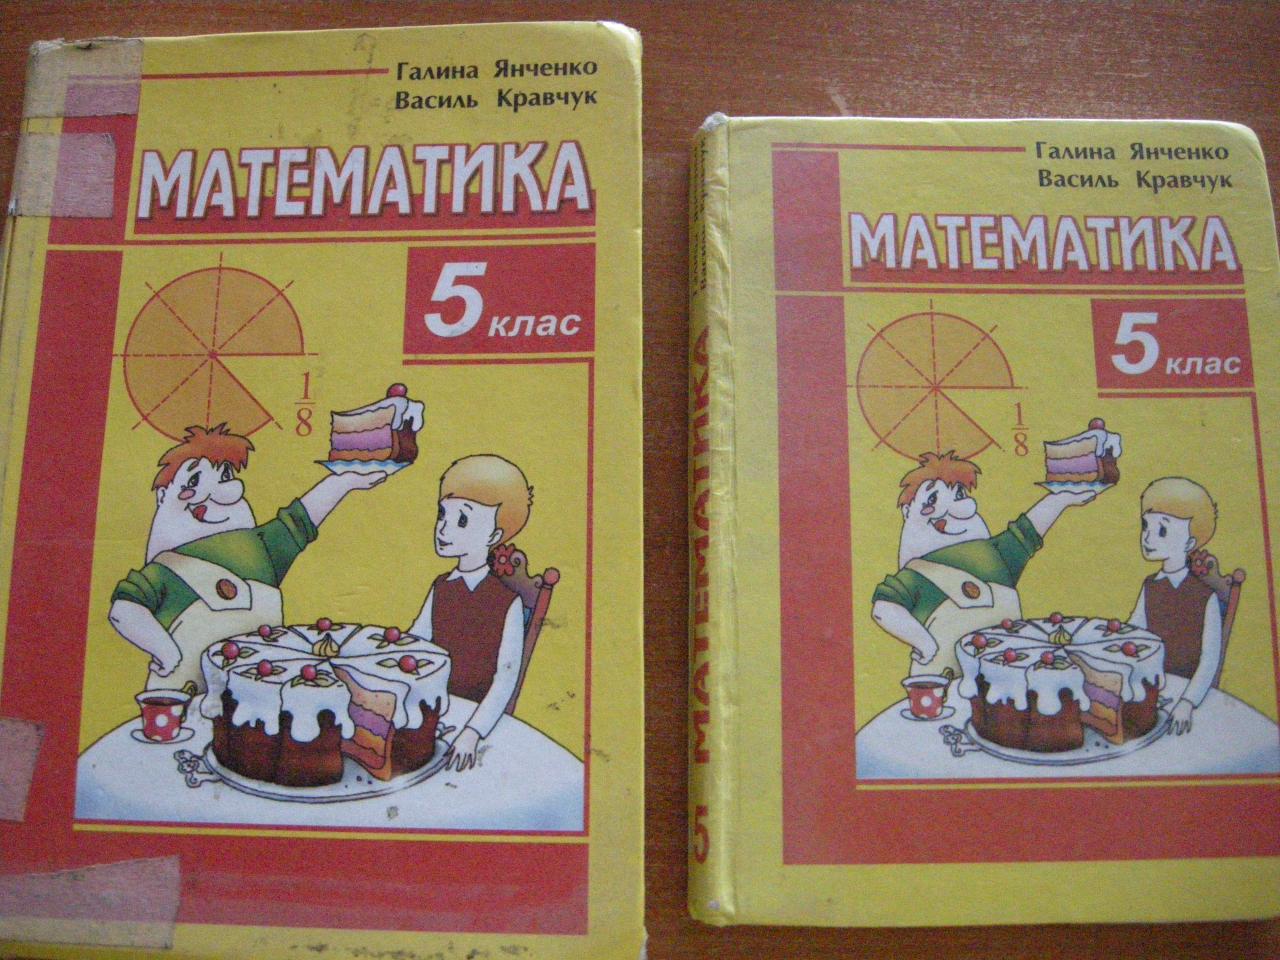 Галина Янченко
Василь Кравчук
МАТЕМАТИКА
5 клас
1
8
Галина Янченко
Василь Кравчук
МАТЕМАТИКА
5 клас
1
8
5 МАТЕМАТИКА